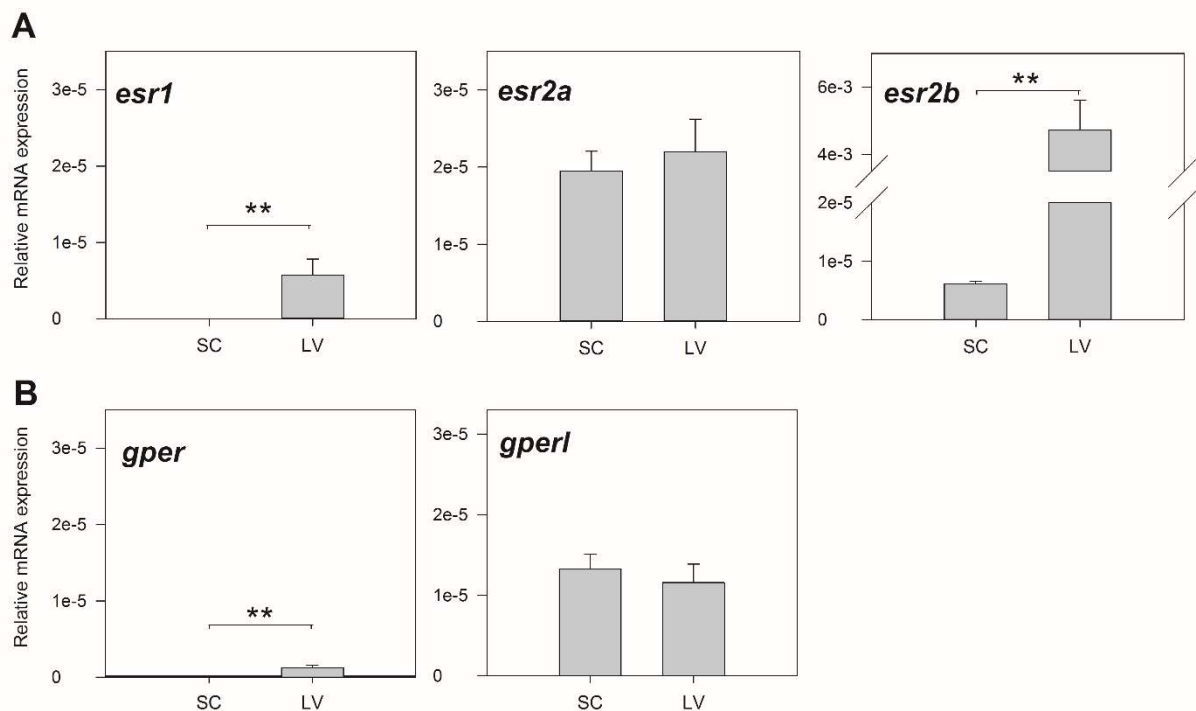 A
Relative mRNA expression
esr1
3e-5
2e-5
1e-5
0
**
SC LV
esr2a
3e-5
2e-5
1e-5
0
SC LV
esr2b
6e-3
4e-3
2e-5
1e-5
0
**
SC LV
B
Relative mRNA expression
gper
3e-5
2e-5
1e-5
0
**
SC LV
gperl
3e-5
2e-5
1e-5
0
SC LV